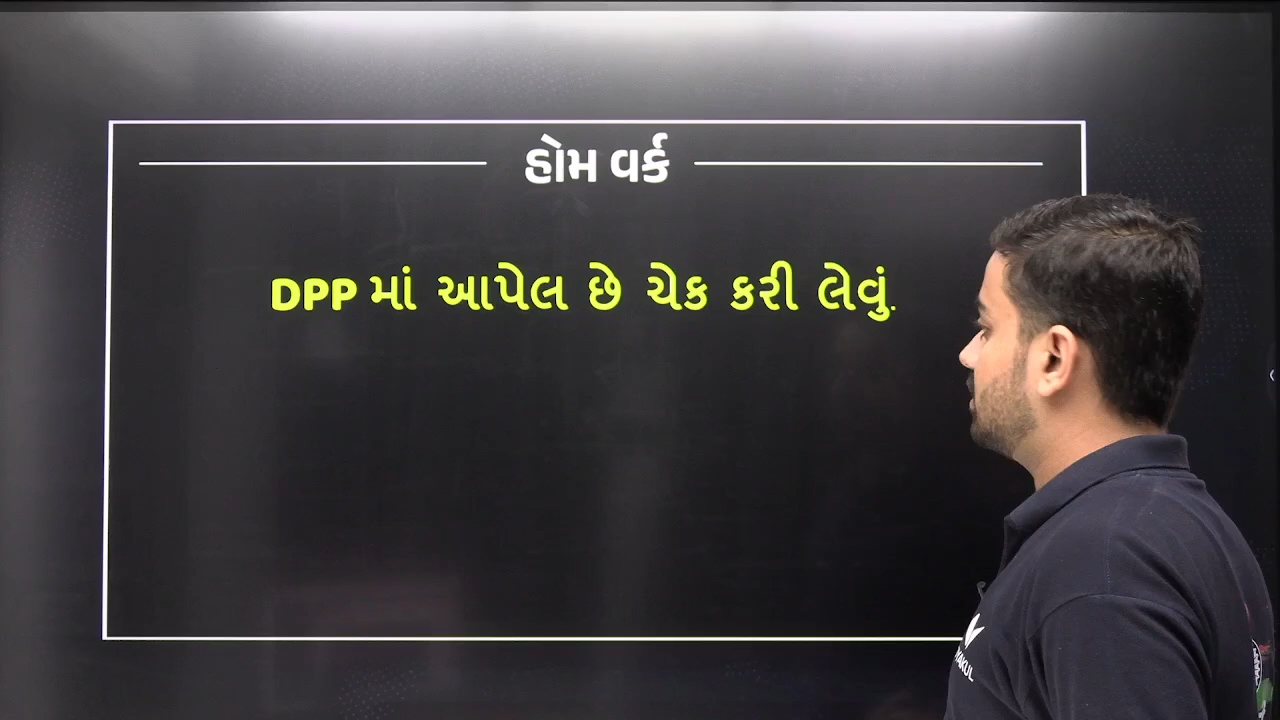 હોમ વર્ક
DPP માં આપેલ છે ચેક કરી લેવું.